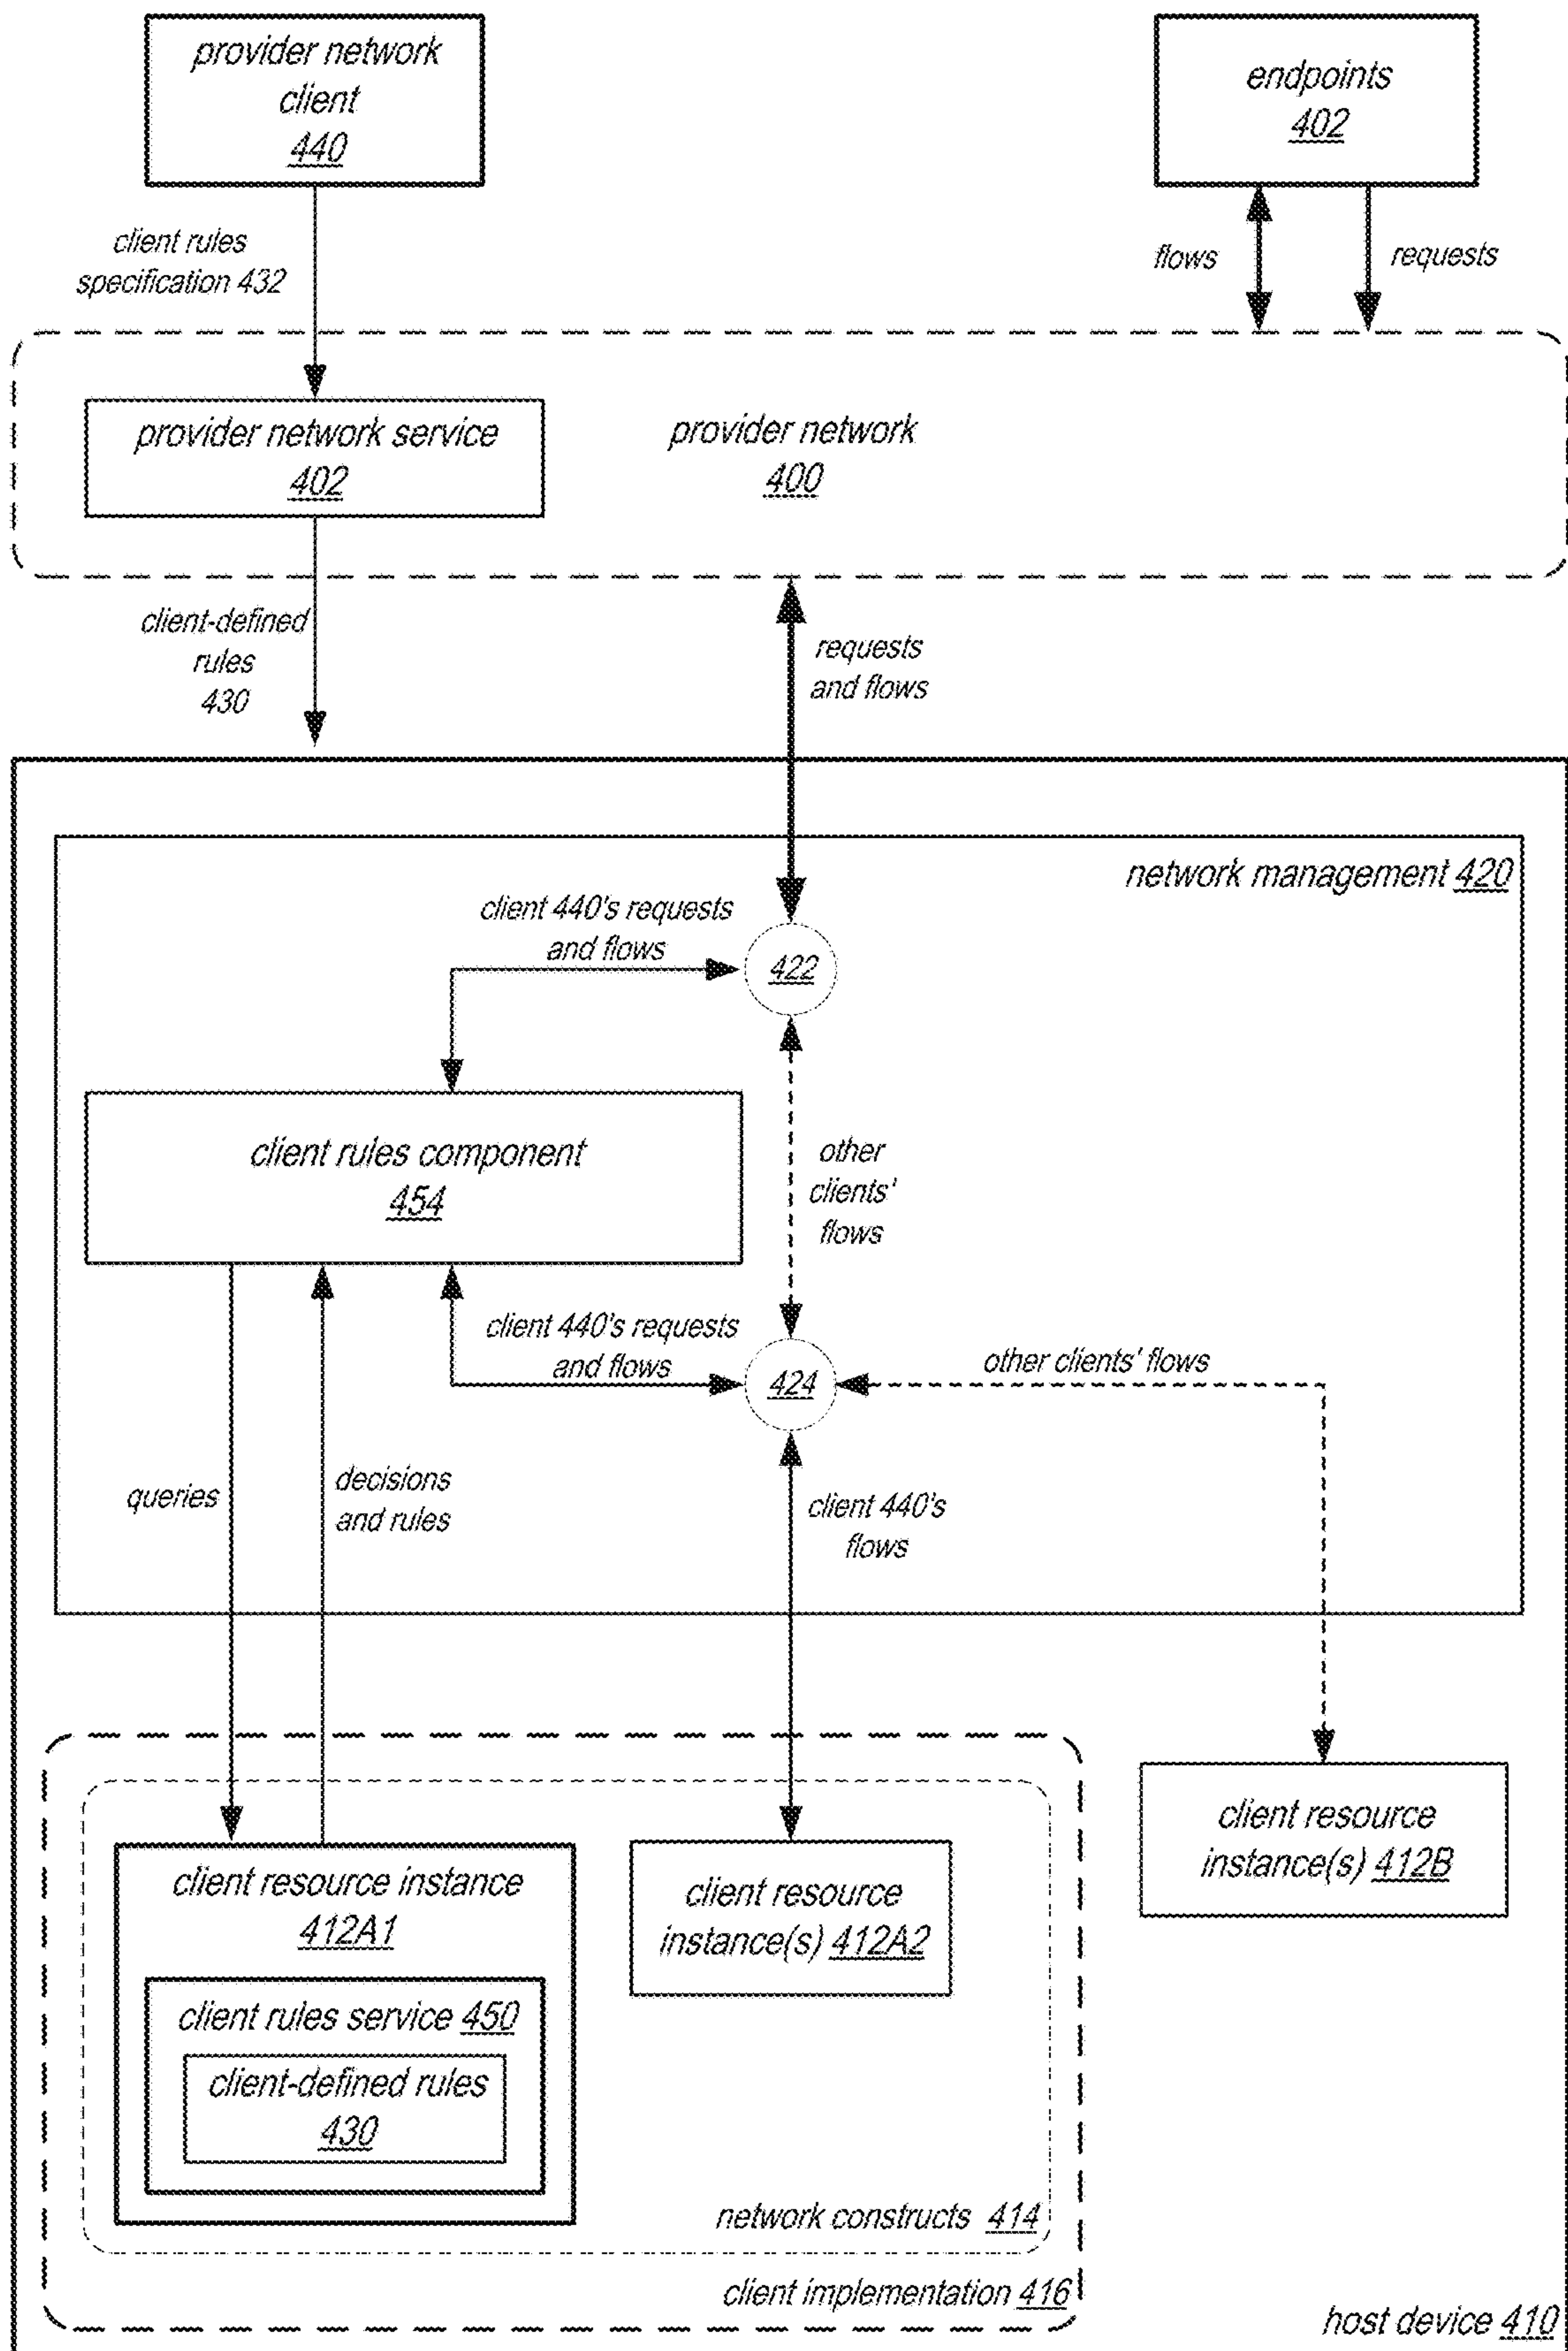 provider network
client
440
endpoints
402
client rules
specification 432
flows
requests
provider network service
402
provider network
400
client-defined
rules
430
requests
and flows
network management 420
client 440's requests
and flows
422
client rules component
454
other
clients'
flows
client 440's requests
and flows
424
other clients' flows
queries
decisions
and rules
client 440's
flows
client resource
instance(s) 412B
client resource instance
412A1
client resource
instance(s) 412A2
client rules service 450
client-defined rules
430
network constructs 414
client implementation 416
host device 410